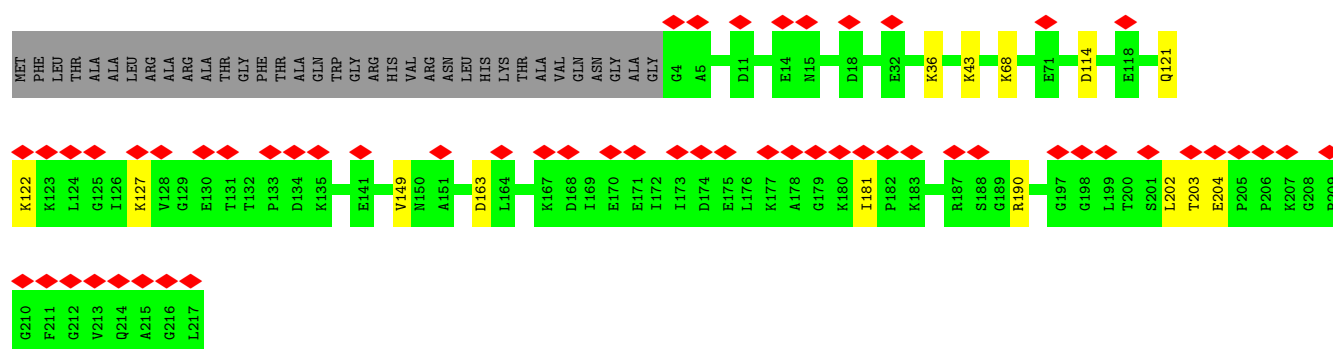 MET PHE LEU THR ALA ALA LEU ARG ALA ARG ALA THR GLY PHE THR ALA GLN TRP GLY ARG HIS VAL ARG ASN LEU HIS LYS THR ALA VAL GLN ASN GLY ALA GLY G4 A5 D11 E14 N15 D18 E32 K36 K43 K68 E71 D114 E118 Q121
K122 K123 L124 G125 I126 K127 V128 G129 E130 T131 T132 P133 D134 K135 E141 V149 N150 A151 D163 L164 K167 D168 I169 E170 E171 I172 I173 D174 E175 L176 K177 A178 G179 K180 I181 P182 K183 R187 S188 G189 R190 G197 G198 L199 T200 S201 L202 T203 E204 P205 P206 K207 G208
G210 F211 G212 V213 Q214 A215 G216 L217